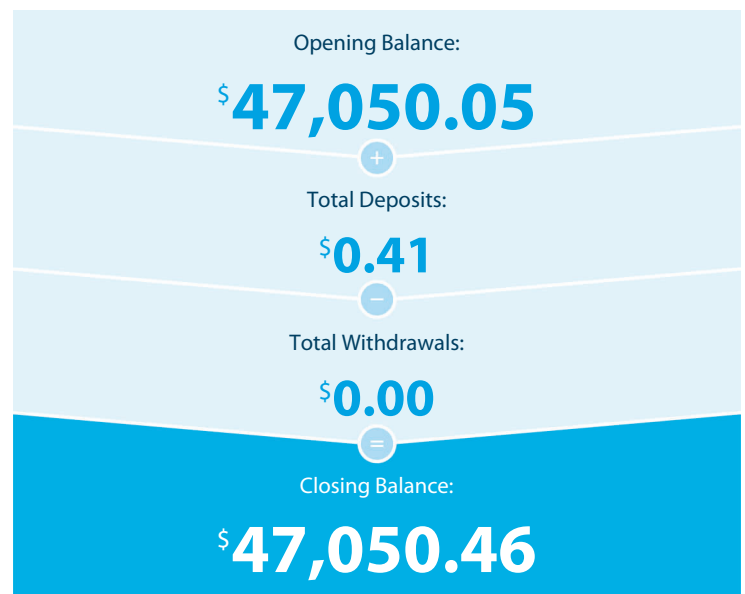 Opening Balance:
$47,050.05
+
Total Deposits:
$0.41
−
Total Withdrawals:
$0.00
=
Closing Balance:
$47,050.46